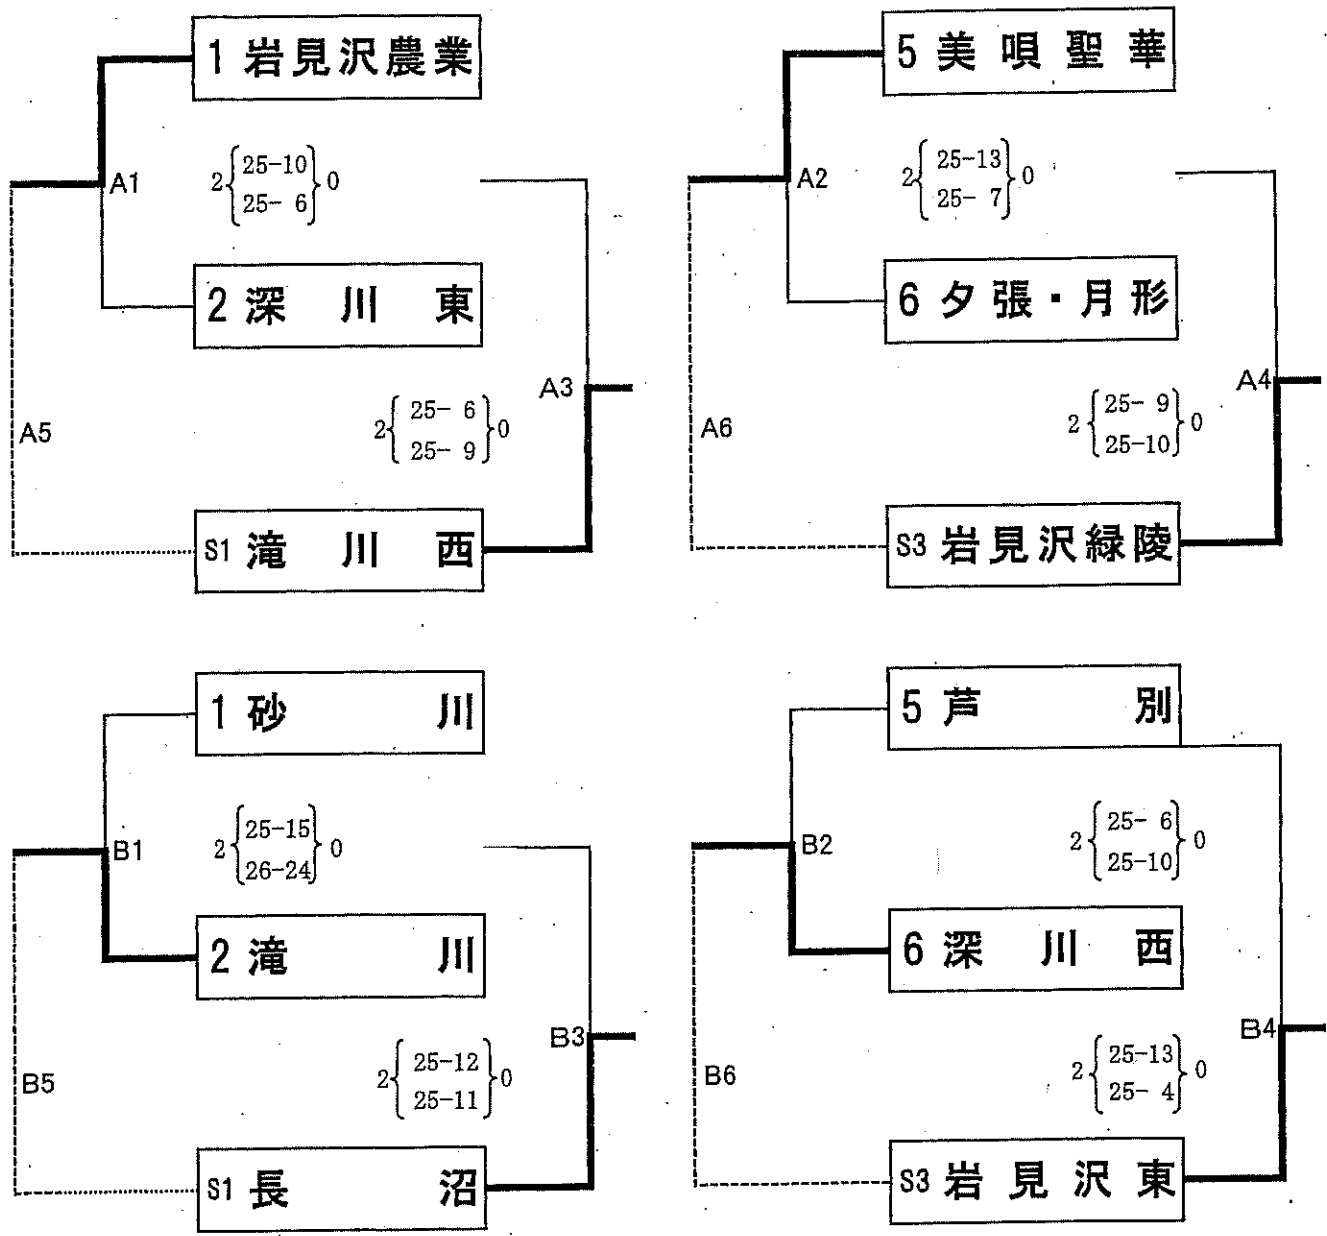 1 岩見沢農業
A1
2{25-10 25- 6}0
2 深川東
A3
2{25- 6 25- 9}0
A5
S1 滝川西
5 美唄聖華
A2
2{25-13 25- 7}0
6 夕張・月形
A4
2{25- 9 25-10}0
A6
S3 岩見沢緑陵
1 砂川
B1
2{25-15 26-24}0
2 滝川
B3
2{25-12 25-11}0
B5
S1 長沼
5 芦別
B2
2{25- 6 25-10}0
6 深川西
B4
2{25-13 25- 4}0
B6
S3 岩見沢東